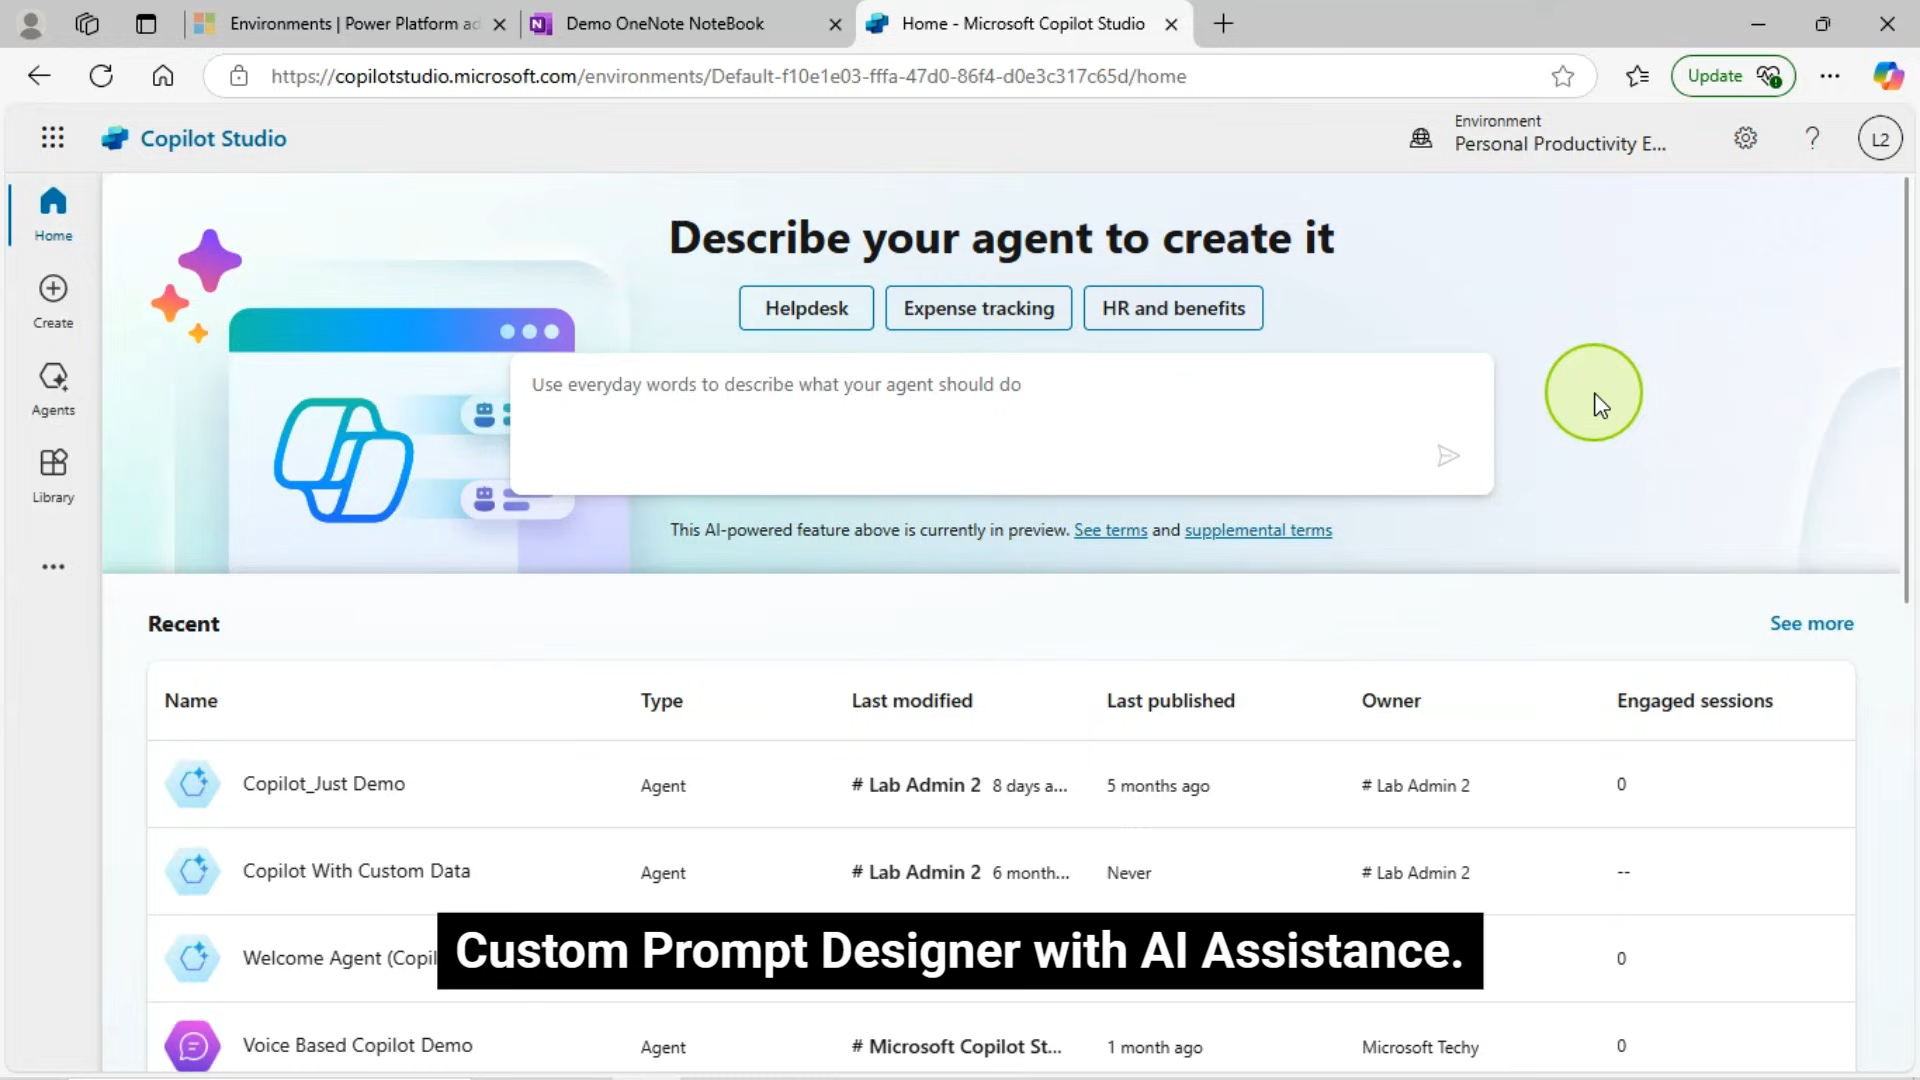 Environments | Power Platform ad
Demo OneNote NoteBook
Home - Microsoft Copilot Studio
https://copilotstudio.microsoft.com/environments/Default-f10e1e03-fffa-47d0-86f4-d0e3c317c65d/home
Update
Copilot Studio
Environment
Personal Productivity E...
L2
Home
Create
Agents
Library
Describe your agent to create it
Helpdesk
Expense tracking
HR and benefits
Use everyday words to describe what your agent should do
This AI-powered feature above is currently in preview. See terms and supplemental terms
Recent
See more
Name Type Last modified Last published Owner Engaged sessions
Copilot_Just Demo Agent # Lab Admin 2 8 days a... 5 months ago # Lab Admin 2 0
Copilot With Custom Data Agent # Lab Admin 2 6 month... Never # Lab Admin 2 --
Welcome Agent (Copil 0
Custom Prompt Designer with AI Assistance.
Voice Based Copilot Demo Agent # Microsoft Copilot St... 1 month ago Microsoft Techy 0